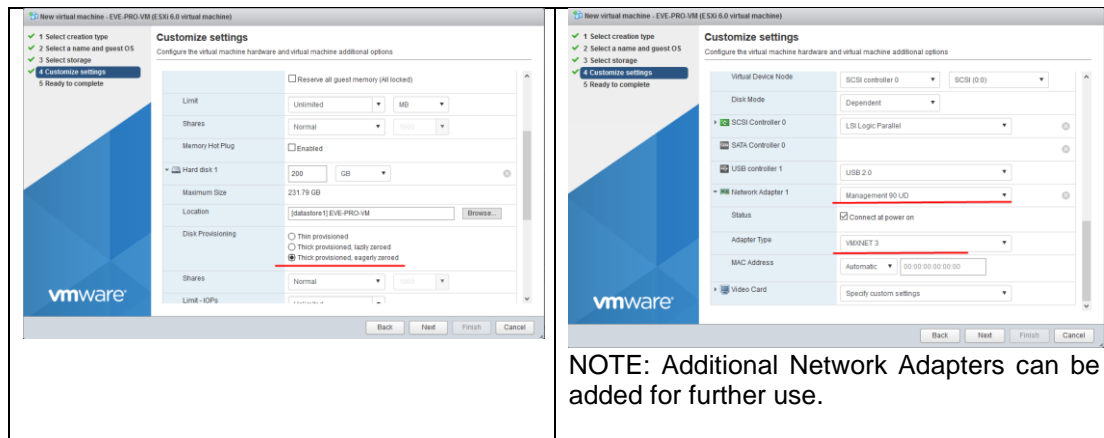 New virtual machine - EVE-PRO-VM (ESXi 6.0 virtual machine)
1 Select creation type
2 Select a name and guest OS
3 Select storage
4 Customize settings
5 Ready to complete
Customize settings
Configure the virtual machine hardware and virtual machine additional options
Reserve all guest memory (All locked)
Limit Unlimited MB
Shares Normal
Memory Hot Plug Enabled
Hard disk 1 200 GB
Maximum Size 231.79 GB
Location [datastore1] EVE-PRO-VM Browse...
Disk Provisioning Thin provisioned
Thick provisioned, lazily zeroed
Thick provisioned, eagerly zeroed
Shares Normal
Limit - IOPs
vmware
Back Next Finish Cancel
New virtual machine - EVE-PRO-VM (ESXi 6.0 virtual machine)
1 Select creation type
2 Select a name and guest OS
3 Select storage
4 Customize settings
5 Ready to complete
Customize settings
Configure the virtual machine hardware and virtual machine additional options
Virtual Device Node SCSI controller 0 SCSI (0:0)
Disk Mode Dependent
SCSI Controller 0 LSI Logic Parallel
SATA Controller 0
USB controller 1 USB 2.0
Network Adapter 1 Management 90 UD
Status Connect at power on
Adapter Type VMXNET 3
MAC Address Automatic 00:00:00:00:00:00
Video Card Specify custom settings
vmware
Back Next Finish Cancel
NOTE: Additional Network Adapters can be
added for further use.